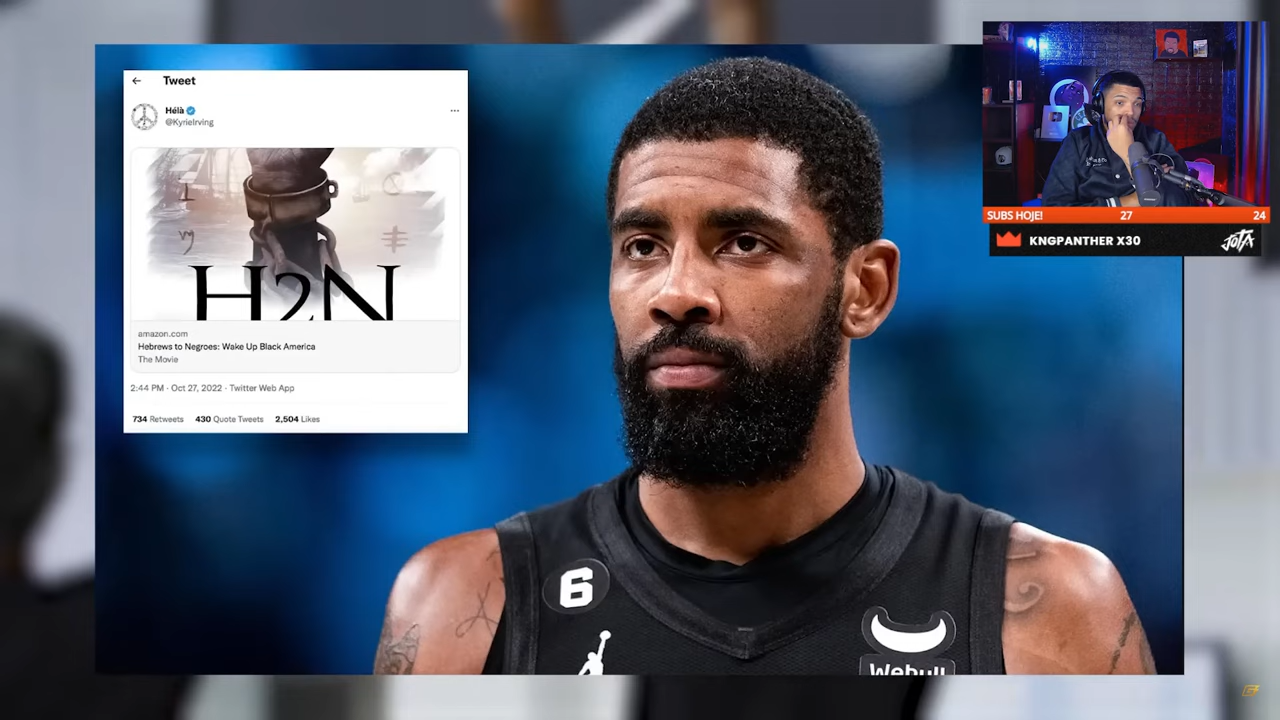 Tweet
Hélà
@KyrieIrving
H2N
amazon.com
Hebrews to Negroes: Wake Up Black America
The Movie
2:44 PM · Oct 27, 2022 · Twitter Web App
734 Retweets 430 Quote Tweets 2,504 Likes
6
Webull
SUBS HOJE! 27 24
KNGPANTHER X30
JOTA